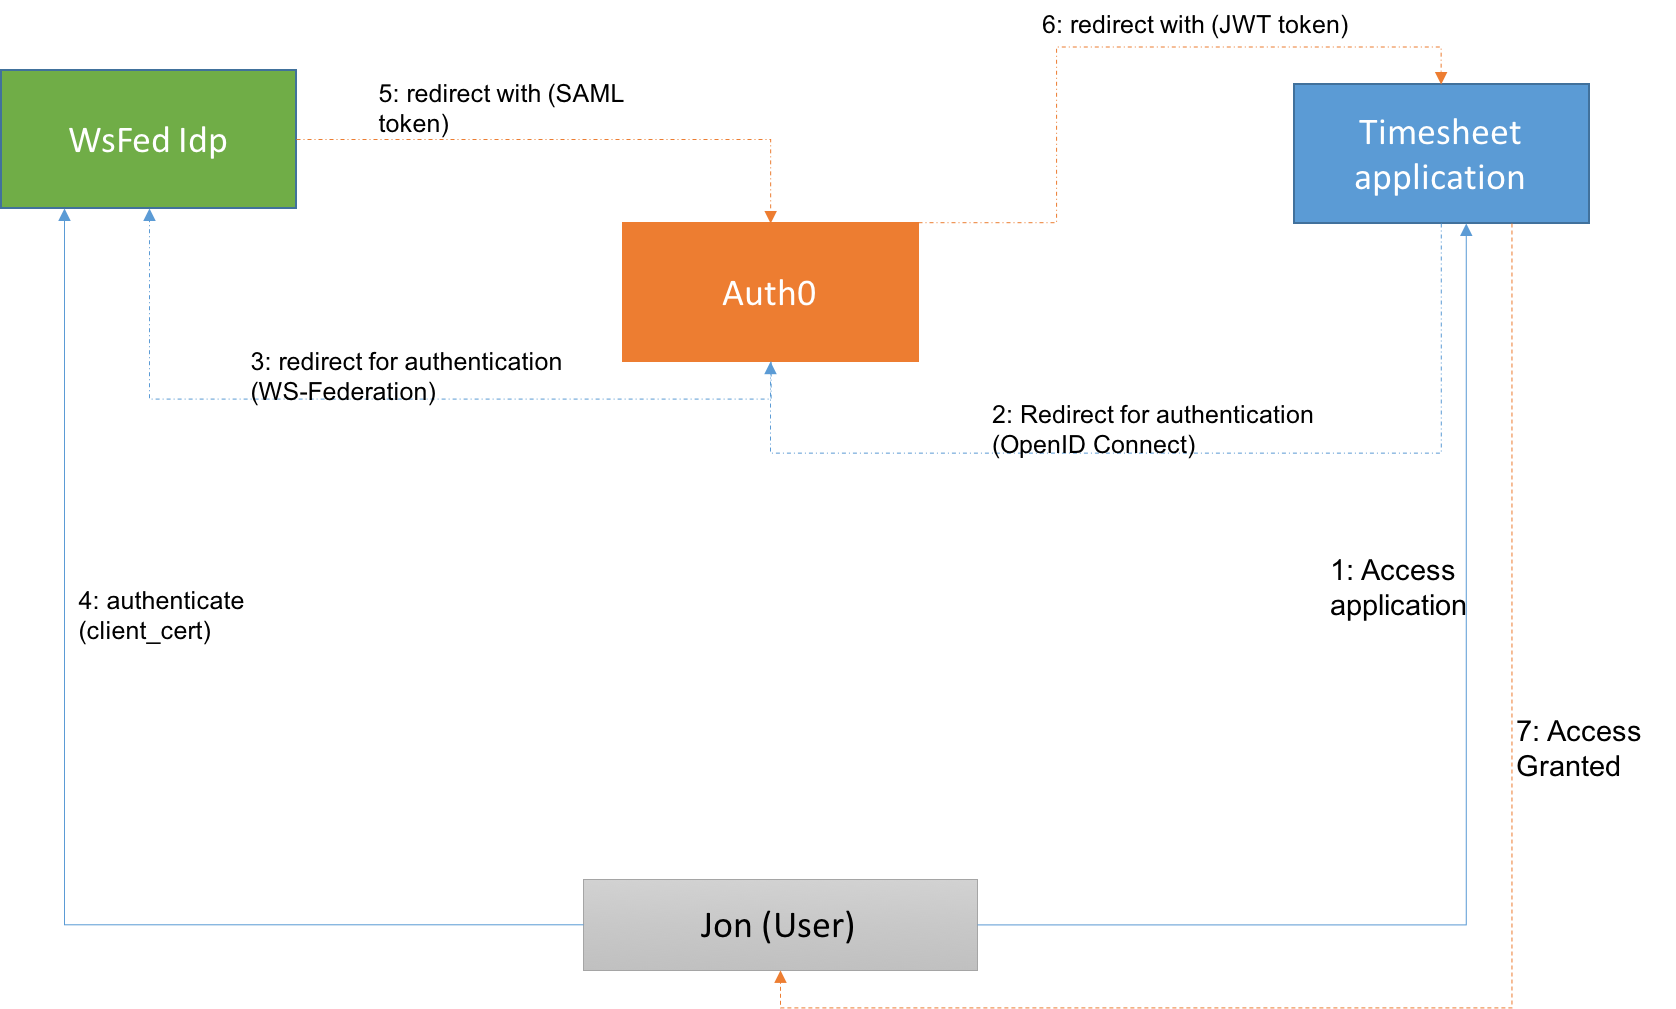 6: redirect with (JWT token)
5: redirect with (SAML
token)
WsFed Idp
Timesheet
application
Auth0
3: redirect for authentication
(WS-Federation)
2: Redirect for authentication
(OpenID Connect)
4: authenticate
(client_cert)
1: Access
application
7: Access
Granted
Jon (User)